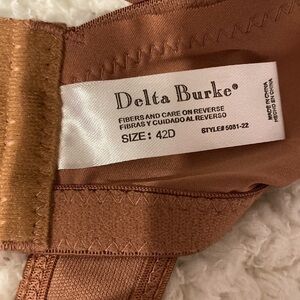 Delta Burke®
FIBERS AND CARE ON REVERSE
FIBRAS Y CUIDADO AL REVERSO
SIZE: 42D
STYLE# 5081-22
MADE IN CHINA
HECHO EN CHINA